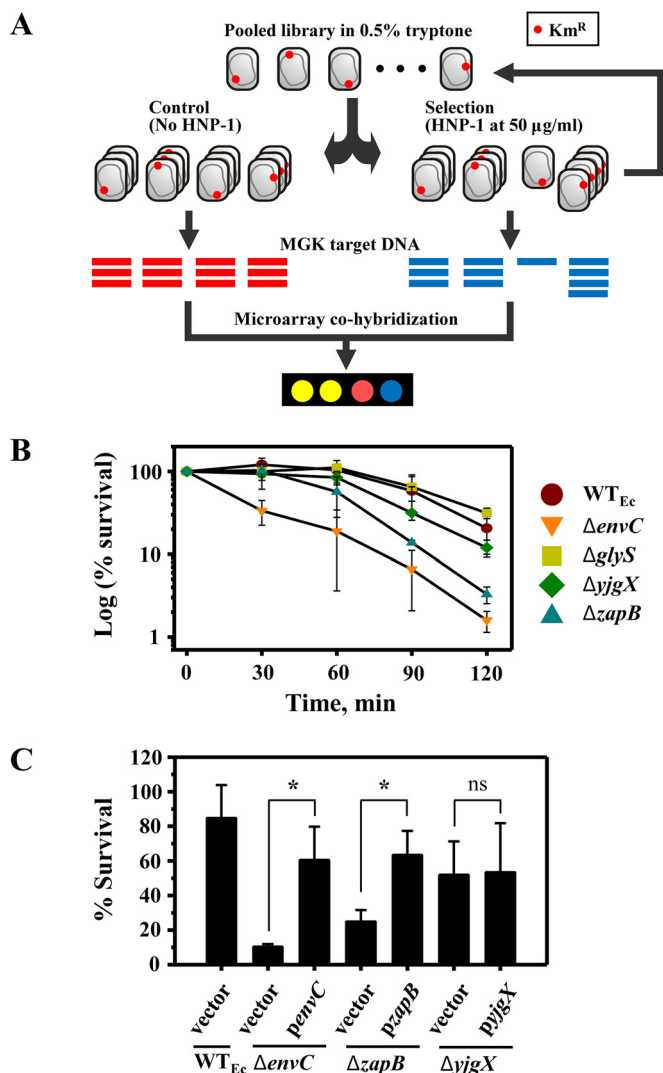 A
Pooled library in 0.5% tryptone
Km^R
Control
(No HNP-1)
Selection
(HNP-1 at 50 µg/ml)
MGK target DNA
Microarray co-hybridization
B
Log (% survival)
100
10
1
0 30 60 90 120
Time, min
WT_Ec
ΔenvC
ΔglyS
ΔyjgX
ΔzapB
C
% Survival
120
100
80
60
40
20
0
* * ns
vector vector penvC vector pzapB vector pyjgX
WT_Ec ΔenvC ΔzapB ΔyjgX